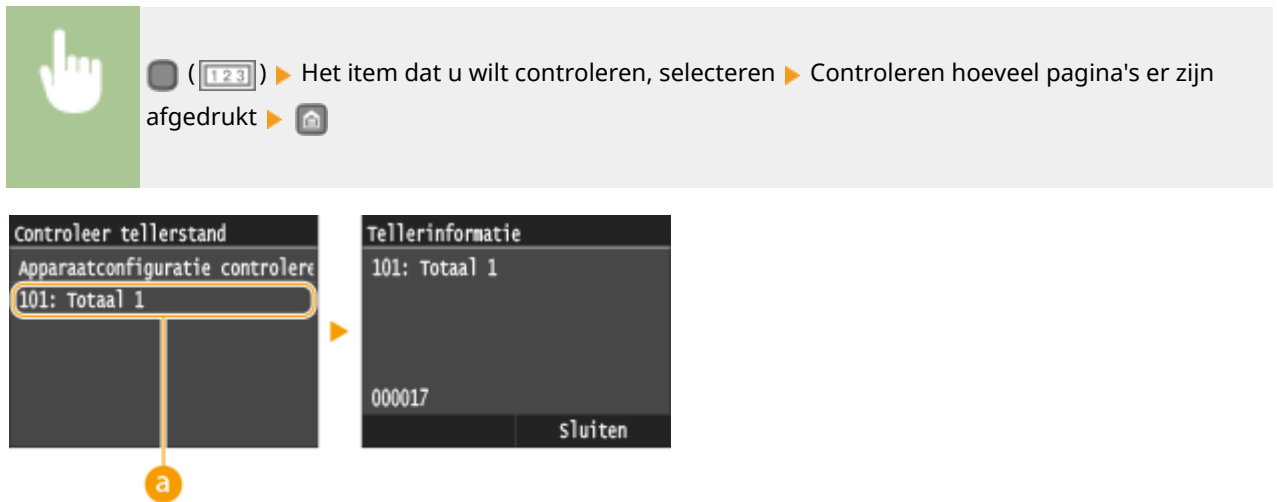 ( 123 ) Het item dat u wilt controleren, selecteren Controleren hoeveel pagina's er zijn
afgedrukt
Controleer tellerstand
Apparaatconfiguratie controlere
101: Totaal 1
a
Tellerinformatie
101: Totaal 1
000017
Sluiten